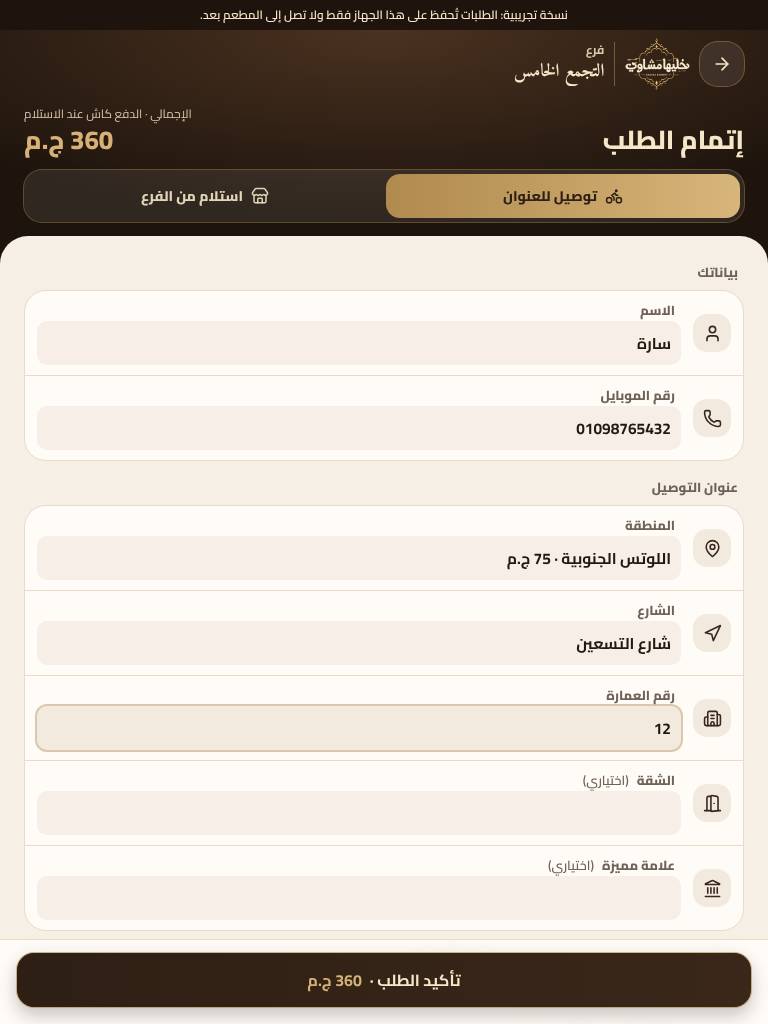 نسخة تجريبية: الطلبات تُحفظ على هذا الجهاز فقط ولا تصل إلى المطعم بعد.
خليها مشاوي
فرع
التجمع الخامس
إتمام الطلب
الإجمالي · الدفع كاش عند الاستلام
360 ج.م
توصيل للعنوان
استلام من الفرع
بياناتك
الاسم
سارة
رقم الموبايل
01098765432
عنوان التوصيل
المنطقة
اللوتس الجنوبية · 75 ج.م
الشارع
شارع التسعين
رقم العمارة
12
الشقة (اختياري)
علامة مميزة (اختياري)
تأكيد الطلب · 360 ج.م